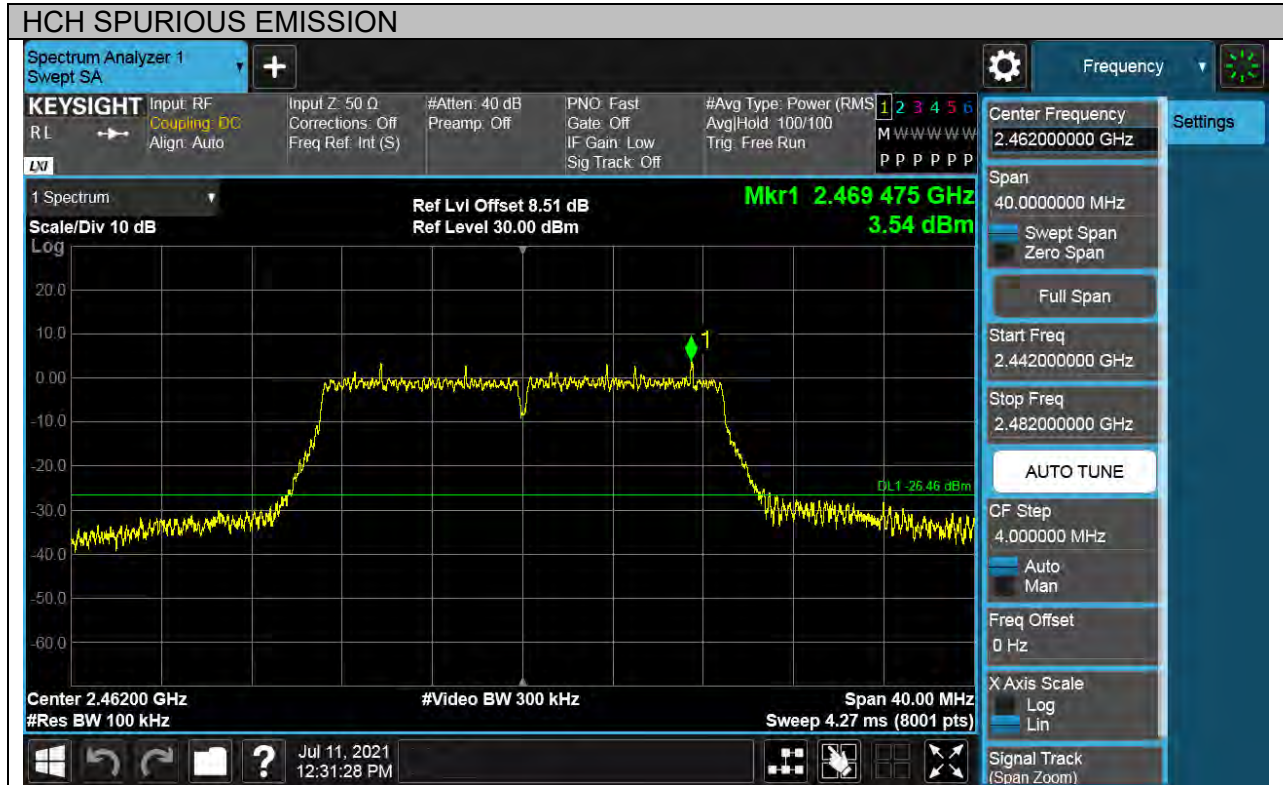 HCH SPURIOUS EMISSION
Spectrum Analyzer 1
Swept SA
Frequency
KEYSIGHT
R L
LXI
Input: RF
Coupling: DC
Align: Auto
Input Z: 50 Ω
Corrections: Off
Freq Ref: Int (S)
#Atten: 40 dB
Preamp: Off
PNO: Fast
Gate: Off
IF Gain: Low
Sig Track: Off
#Avg Type: Power (RMS
Avg|Hold: 100/100
Trig: Free Run
1 2 3 4 5 6
M W W W W W
P P P P P P
1 Spectrum
Scale/Div 10 dB
Log
Ref Lvl Offset 8.51 dB
Ref Level 30.00 dBm
Mkr1 2.469 475 GHz
3.54 dBm
20.0
10.0
0.00
-10.0
-20.0
-30.0
-40.0
-50.0
-60.0
1
DL1 -26.46 dBm
Center 2.46200 GHz
#Res BW 100 kHz
#Video BW 300 kHz
Span 40.00 MHz
Sweep 4.27 ms (8001 pts)
?
Jul 11, 2021
12:31:28 PM
Center Frequency
2.462000000 GHz
Settings
Span
40.0000000 MHz
Swept Span
Zero Span
Full Span
Start Freq
2.442000000 GHz
Stop Freq
2.482000000 GHz
AUTO TUNE
CF Step
4.000000 MHz
Auto
Man
Freq Offset
0 Hz
X Axis Scale
Log
Lin
Signal Track
(Span Zoom)